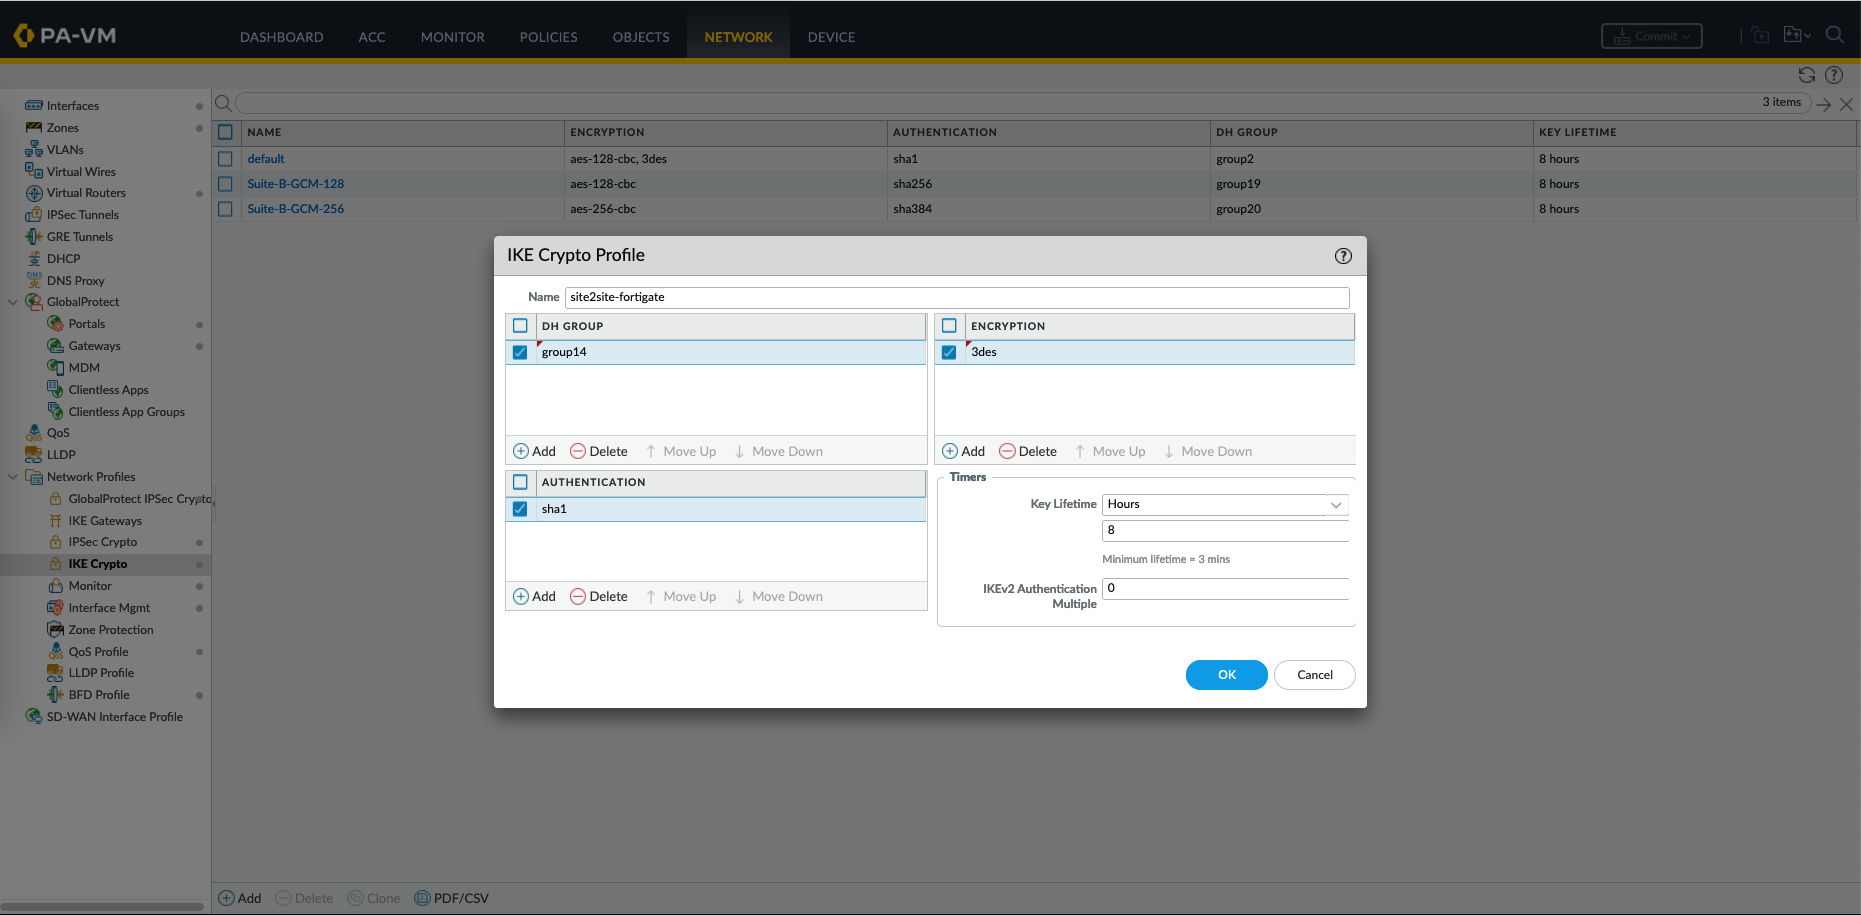 PA-VM
DASHBOARD ACC MONITOR POLICIES OBJECTS NETWORK DEVICE
Commit
3 items
NAME ENCRYPTION AUTHENTICATION DH GROUP KEY LIFETIME
default aes-128-cbc, 3des sha1 group2 8 hours
Suite-B-GCM-128 aes-128-cbc sha256 group19 8 hours
Suite-B-GCM-256 aes-256-cbc sha384 group20 8 hours
Interfaces
Zones
VLANs
Virtual Wires
Virtual Routers
IPSec Tunnels
GRE Tunnels
DHCP
DNS Proxy
GlobalProtect
Portals
Gateways
MDM
Clientless Apps
Clientless App Groups
QoS
LLDP
Network Profiles
GlobalProtect IPSec Crypto
IKE Gateways
IPSec Crypto
IKE Crypto
Monitor
Interface Mgmt
Zone Protection
QoS Profile
LLDP Profile
BFD Profile
SD-WAN Interface Profile
IKE Crypto Profile
Name site2site-fortigate
DH GROUP
group14
Add Delete Move Up Move Down
ENCRYPTION
3des
Add Delete Move Up Move Down
AUTHENTICATION
sha1
Add Delete Move Up Move Down
Timers
Key Lifetime Hours
8
Minimum lifetime = 3 mins
IKEv2 Authentication
Multiple 0
OK Cancel
Add Delete Clone PDF/CSV